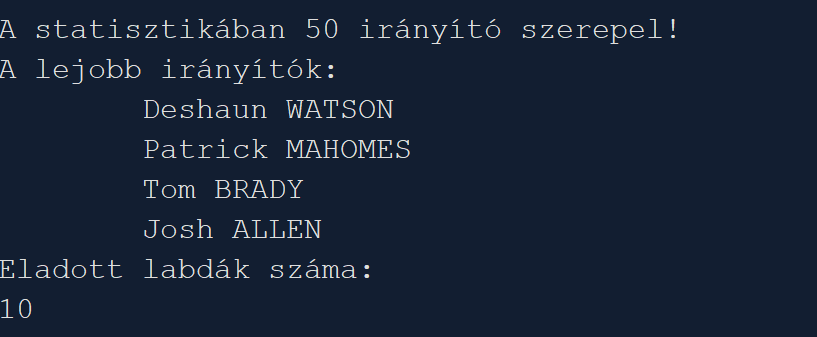 A statisztikában 50 irányító szerepel!
A lejobb irányítók:
Deshaun WATSON
Patrick MAHOMES
Tom BRADY
Josh ALLEN
Eladott labdák száma:
10